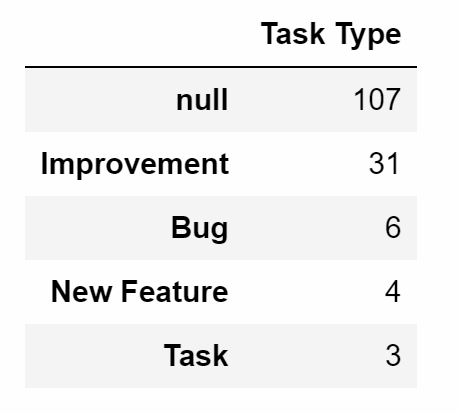 Task Type
null 107
Improvement 31
Bug 6
New Feature 4
Task 3